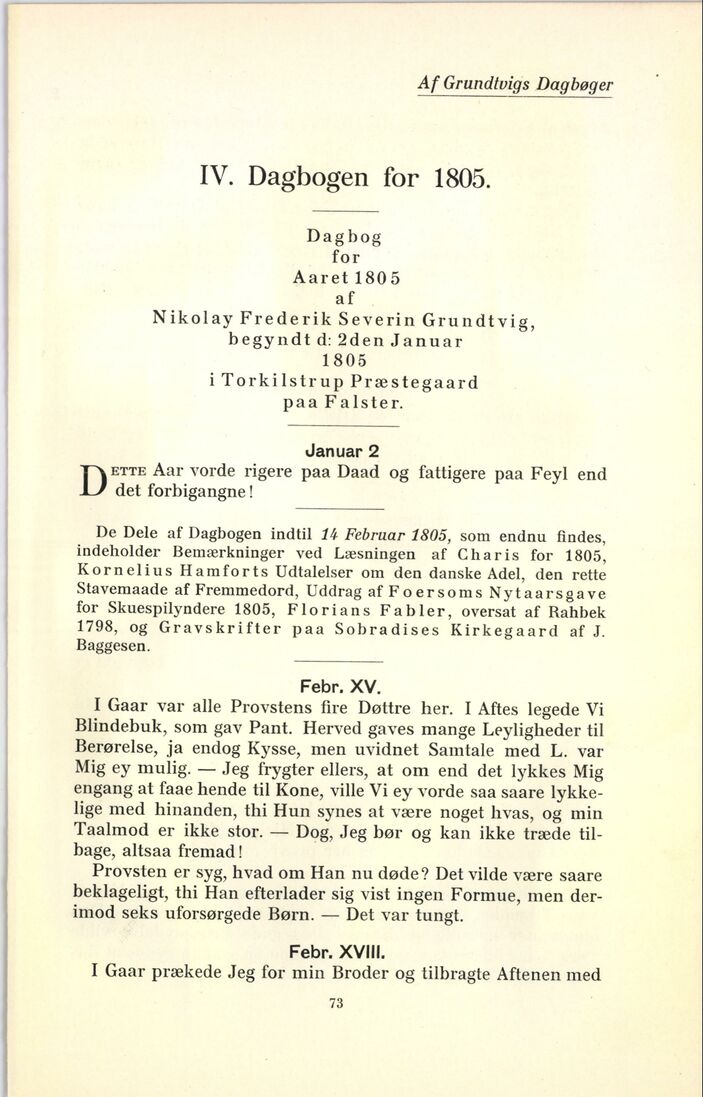 Af Grundtvigs Dagbøger
IV. Dagbogen for 1805.
Dagbog
for
Aaret 1805
af
Nikolay Frederik Severin Grundtvig,
begyndt d: 2den Januar
1805
i Torkilstrup Præstegaard
paa Falster.
Januar 2
DETTE Aar vorde rigere paa Daad og fattigere paa Feyl end
det forbigangne!
De Dele af Dagbogen indtil 14 Februar 1805, som endnu findes,
indeholder Bemærkninger ved Læsningen af Charis for 1805,
Kornelius Hamforts Udtalelser om den danske Adel, den rette
Stavemaade af Fremmedord, Uddrag af Foersoms Nytaarsgave
for Skuespilyndere 1805, Florians Fabler, oversat af Rahbek
1798, og Gravskrifter paa Sobradises Kirkegaard af J.
Baggesen.
Febr. XV.
I Gaar var alle Provstens fire Døttre her. I Aftes legede Vi
Blindebuk, som gav Pant. Herved gaves mange Leyligheder til
Berørelse, ja endog Kysse, men uvidnet Samtale med L. var
Mig ey mulig. — Jeg frygter ellers, at om end det lykkes Mig
engang at faae hende til Kone, ville Vi ey vorde saa saare lykke-
lige med hinanden, thi Hun synes at være noget hvas, og min
Taalmod er ikke stor. — Dog, Jeg bør og kan ikke træde til-
bage, altsaa fremad!
Provsten er syg, hvad om Han nu døde? Det vilde være saare
beklageligt, thi Han efterlader sig vist ingen Formue, men der-
imod seks uforsørgede Børn. — Det var tungt.
Febr. XVIII.
I Gaar prækede Jeg for min Broder og tilbragte Aftenen med
73